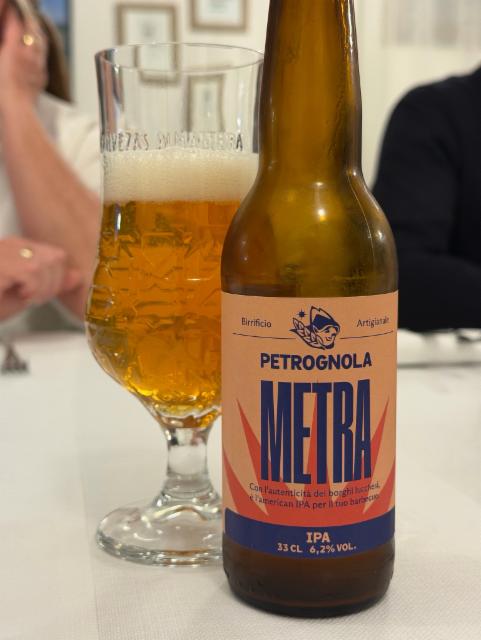 CERVEZAS
Birrificio Artigianale
PETROGNOLA
METRA
Con l'autenticità dei borghi lucchesi,
è l'american IPA per il tuo barbecue.
IPA
33 CL 6,2% VOL.